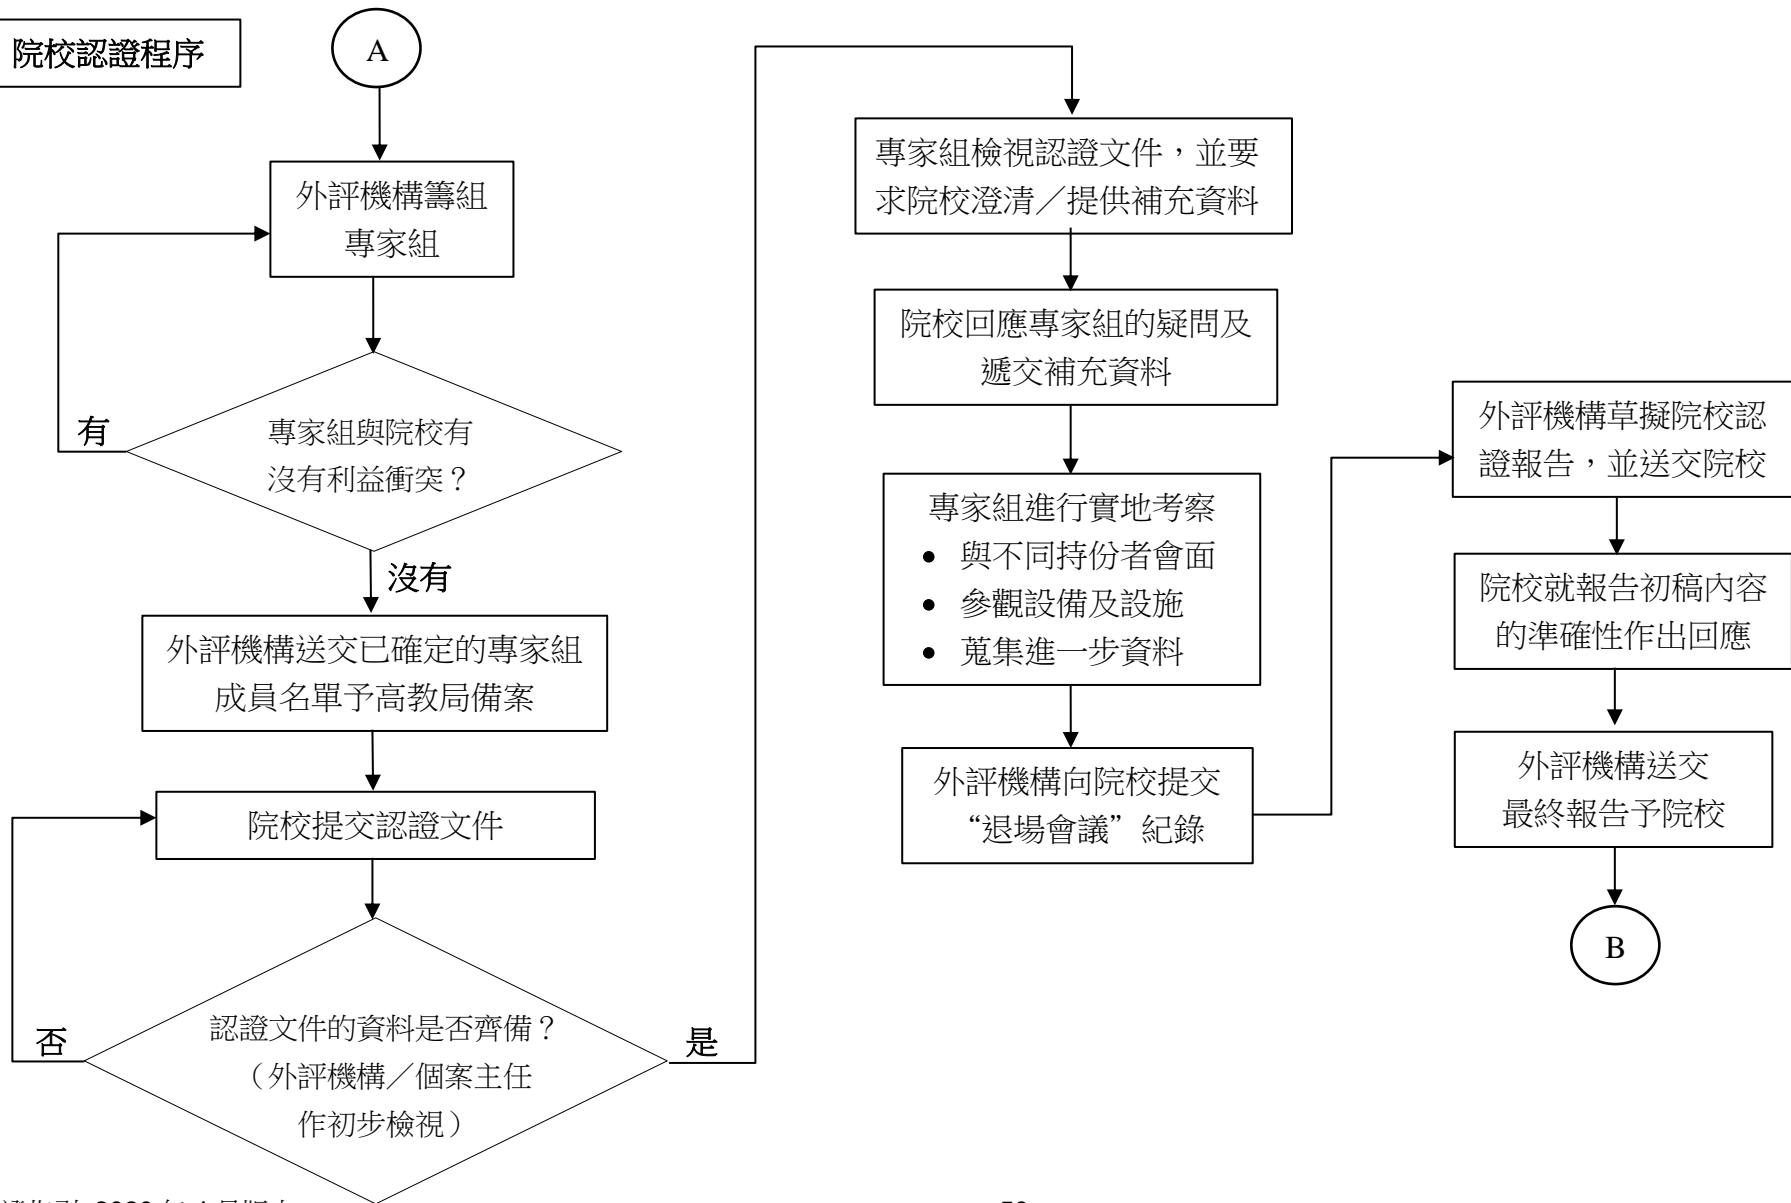 院校認證程序
A
外評機構籌組
專家組
有
專家組與院校有
沒有利益衝突？
沒有
外評機構送交已確定的專家組
成員名單予高教局備案
院校提交認證文件
否
認證文件的資料是否齊備？
（外評機構／個案主任
作初步檢視）
是
專家組檢視認證文件，並要
求院校澄清／提供補充資料
院校回應專家組的疑問及
遞交補充資料
專家組進行實地考察
• 與不同持份者會面
• 參觀設備及設施
• 蒐集進一步資料
外評機構向院校提交
“退場會議”紀錄
外評機構草擬院校認
證報告，並送交院校
院校就報告初稿內容
的準確性作出回應
外評機構送交
最終報告予院校
B